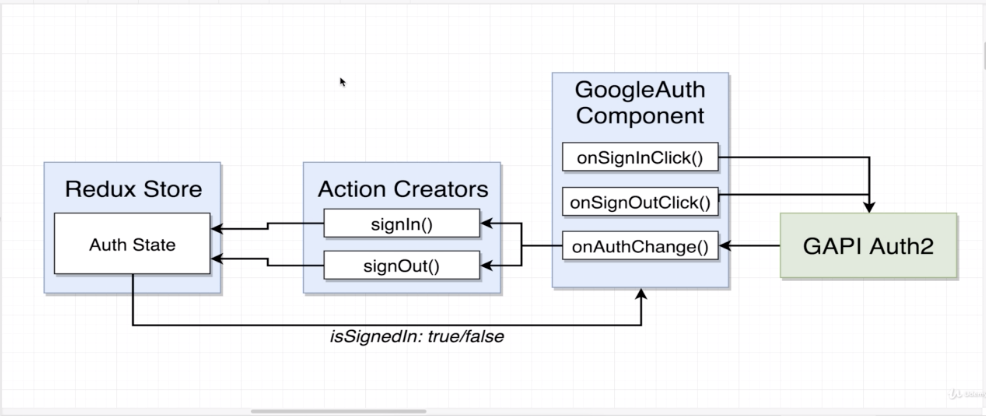 GoogleAuth
Component
onSignInClick()
onSignOutClick()
onAuthChange()
Redux Store
Auth State
Action Creators
signIn()
signOut()
GAPI Auth2
isSignedIn: true/false